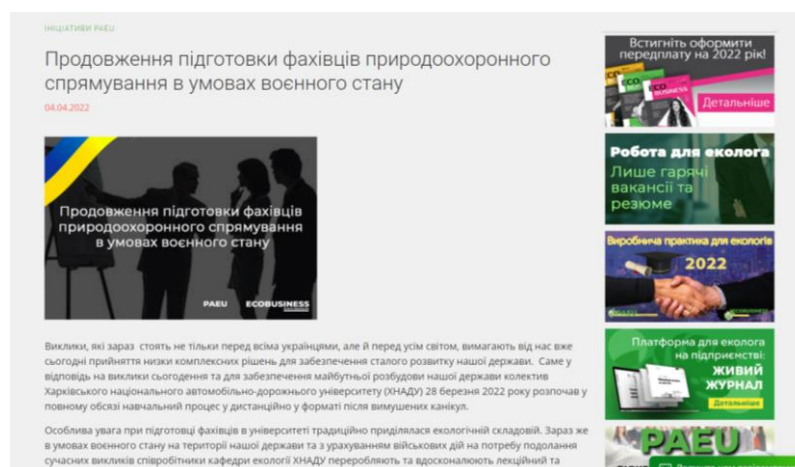 ІНІЦІАТИВИ PAEU
Продовження підготовки фахівців природоохоронного
спрямування в умовах воєнного стану
04.04.2022
Продовження підготовки фахівців
природоохоронного спрямування
в умовах воєнного стану
PAEU ECOBUSINESS
Виклики, які зараз стоять не тільки перед всіма українцями, але й перед усім світом, вимагають від нас вже
сьогодні прийняття низки комплексних рішень для забезпечення сталого розвитку нашої держави. Саме у
відповідь на виклики сьогодення та для забезпечення майбутньої розбудови нашої держави колектив
Харківського національного автомобільно-дорожнього університету (ХНАДУ) 28 березня 2022 року розпочав у
повному обсязі навчальний процес у дистанційно у форматі після вимушених канікул.
Особлива увага при підготовці фахівців в університеті традиційно приділялася екологічній складовій. Зараз же
в умовах воєнного стану на території нашої держави та з урахуванням військових дій на потребу подолання
сучасних викликів співробітники кафедри екології ХНАДУ переробляють та вдосконалюють лекційний та
Встигніть оформити
передплату на 2022 рік!
ECO
BUSINESS
Детальніше
Робота для еколога
Лише гарячі
вакансії та
резюме
Виробнича практика для екологів
2022
Платформа для еколога
на підприємстві:
ЖИВИЙ
ЖУРНАЛ
Детальніше
PAEU